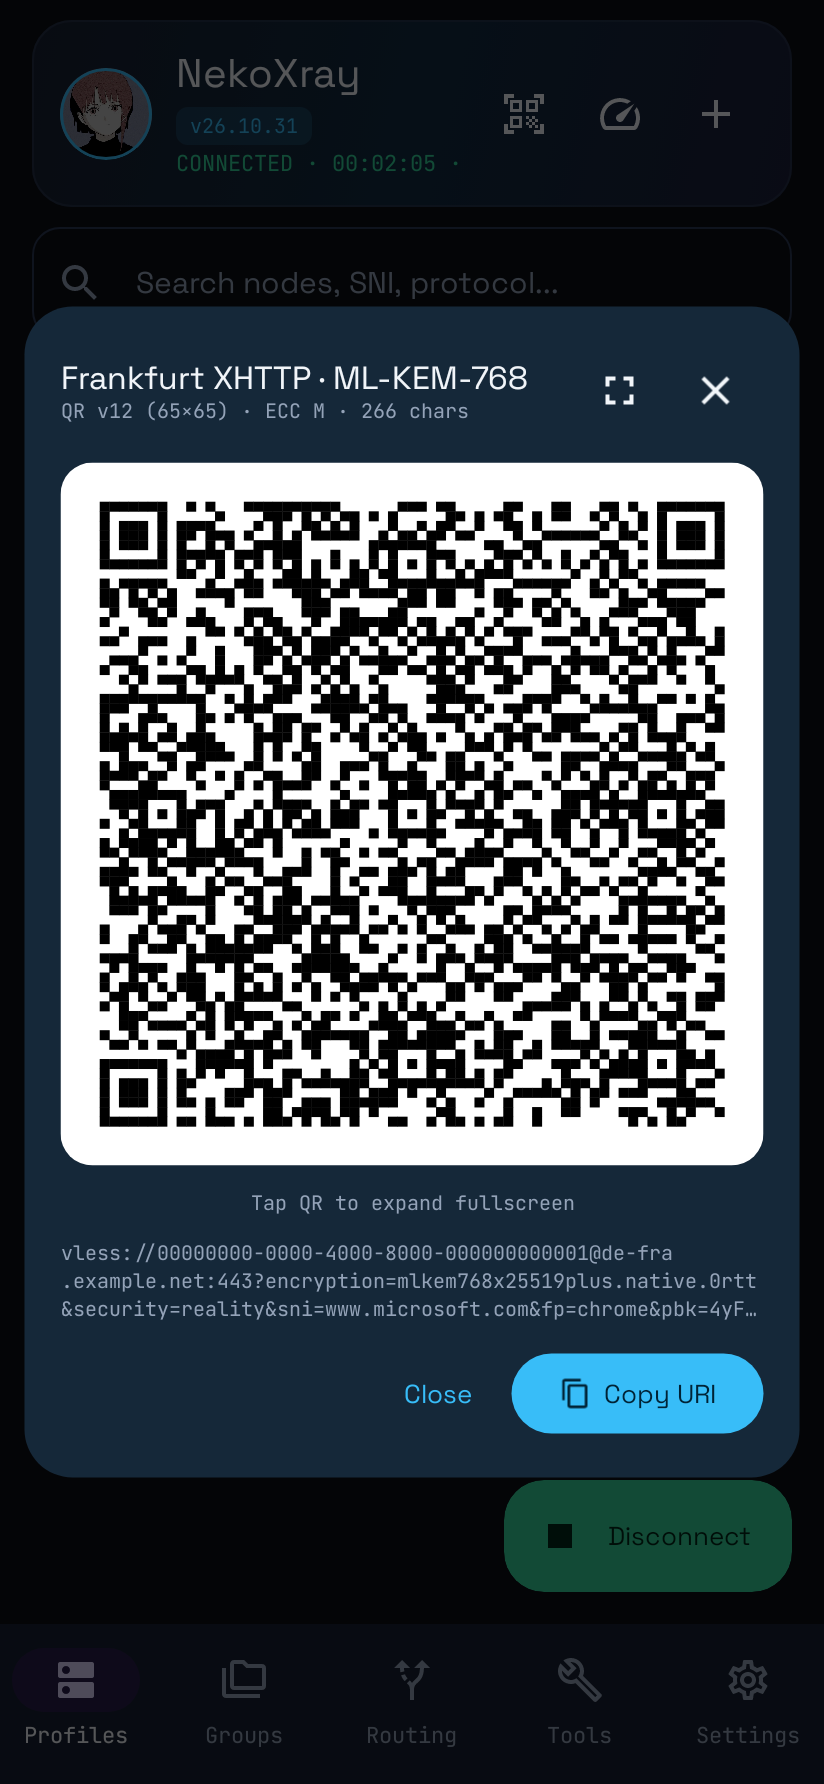 NekoXray
v26.10.31
CONNECTED · 00:02:05 ·
Search nodes, SNI, protocol...
Frankfurt XHTTP · ML-KEM-768
QR v12 (65×65) · ECC M · 266 chars
Tap QR to expand fullscreen
vless://00000000-0000-4000-8000-000000000001@de-fra
.example.net:443?encryption=mlkem768x25519plus.native.0rtt
&security=reality&sni=www.microsoft.com&fp=chrome&pbk=4yF…
Close
Copy URI
Disconnect
Profiles
Groups
Routing
Tools
Settings